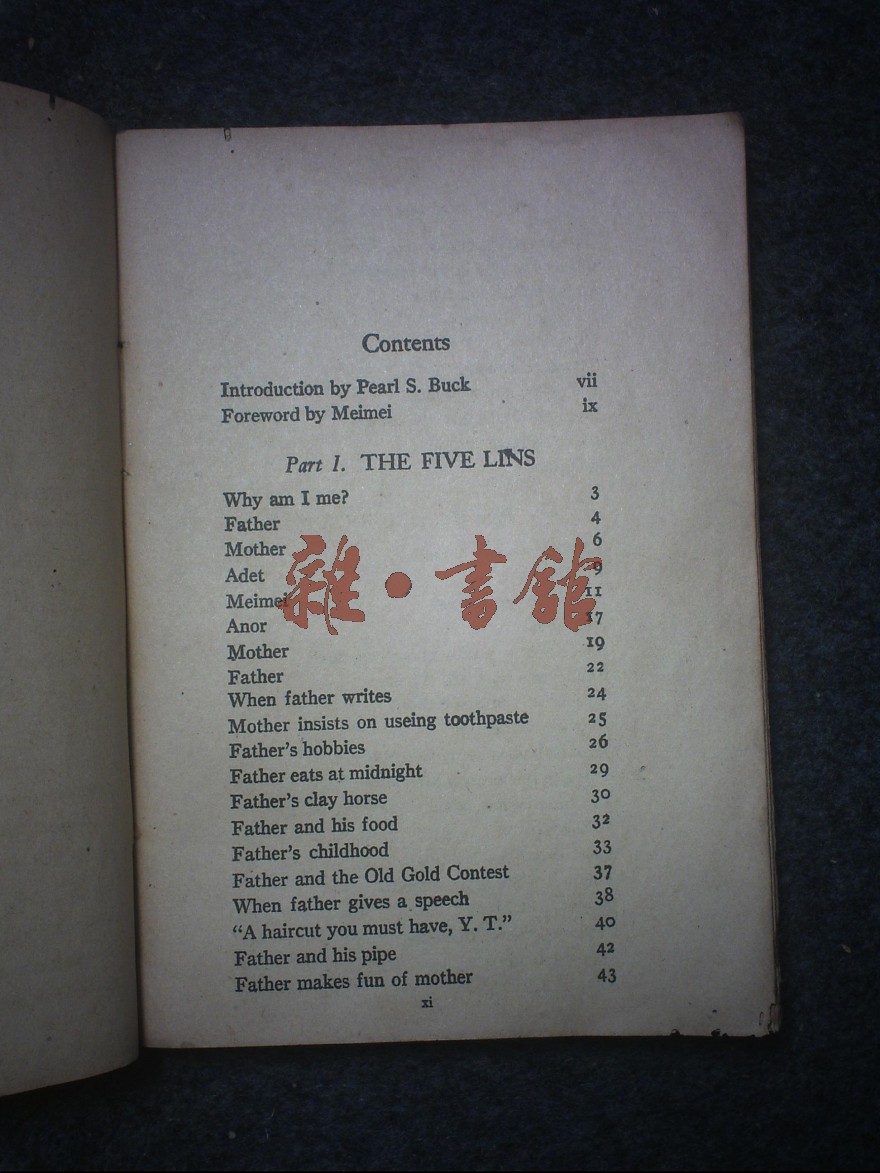 Contents
Introduction by Pearl S. Buck vii
Foreword by Meimei ix
Part I. THE FIVE LINS
Why am I me? 3
Father 4
Mother 6
Adet 9
Meimei 11
雜·書館
Anor 17
Mother 19
Father 22
When father writes 24
Mother insists on useing toothpaste 25
Father's hobbies 26
Father eats at midnight 29
Father's clay horse 30
Father and his food 32
Father's childhood 33
Father and the Old Gold Contest 37
When father gives a speech 38
“A haircut you must have, Y. T.” 40
Father and his pipe 42
Father makes fun of mother 43
xi